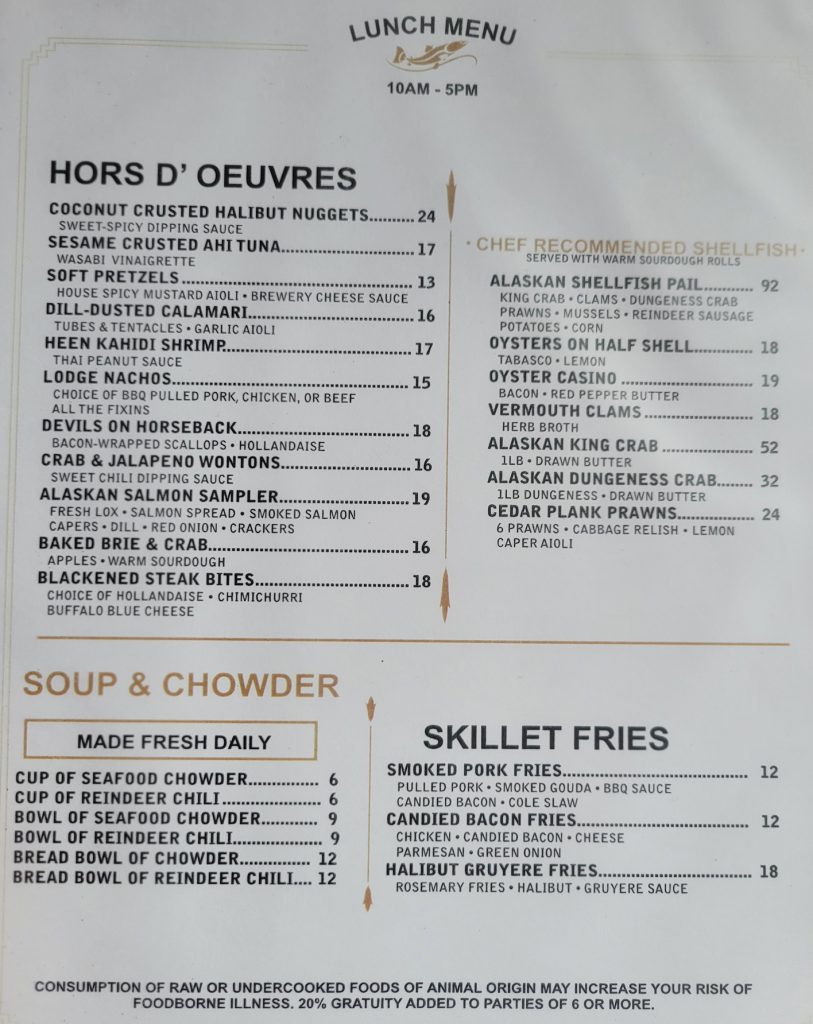 LUNCH MENU
10AM - 5PM
HORS D' OEUVRES
COCONUT CRUSTED HALIBUT NUGGETS.......... 24
SWEET-SPICY DIPPING SAUCE
SESAME CRUSTED AHI TUNA.............................. 17
WASABI VINAIGRETTE
SOFT PRETZELS .................................................. 13
HOUSE SPICY MUSTARD AIOLI • BREWERY CHEESE SAUCE
DILL-DUSTED CALAMARI.................................... 16
TUBES & TENTACLES • GARLIC AIOLI
HEEN KAHIDI SHRIMP......................................... 17
THAI PEANUT SAUCE
LODGE NACHOS.................................................... 15
CHOICE OF BBQ PULLED PORK, CHICKEN, OR BEEF
ALL THE FIXINS
DEVILS ON HORSEBACK...................................... 18
BACON-WRAPPED SCALLOPS • HOLLANDAISE
CRAB & JALAPENO WONTONS............................ 16
SWEET CHILI DIPPING SAUCE
ALASKAN SALMON SAMPLER............................. 19
FRESH LOX • SALMON SPREAD • SMOKED SALMON
CAPERS • DILL • RED ONION • CRACKERS
BAKED BRIE & CRAB............................................ 16
APPLES • WARM SOURDOUGH
BLACKENED STEAK BITES.................................. 18
CHOICE OF HOLLANDAISE • CHIMICHURRI
BUFFALO BLUE CHEESE
• CHEF RECOMMENDED SHELLFISH •
SERVED WITH WARM SOURDOUGH ROLLS
ALASKAN SHELLFISH PAIL........... 92
KING CRAB • CLAMS • DUNGENESS CRAB
PRAWNS • MUSSELS • REINDEER SAUSAGE
POTATOES • CORN
OYSTERS ON HALF SHELL............. 18
TABASCO • LEMON
OYSTER CASINO ............................ 19
BACON • RED PEPPER BUTTER
VERMOUTH CLAMS ....................... 18
HERB BROTH
ALASKAN KING CRAB .................... 52
1LB • DRAWN BUTTER
ALASKAN DUNGENESS CRAB........ 32
1LB DUNGENESS • DRAWN BUTTER
CEDAR PLANK PRAWNS................. 24
6 PRAWNS • CABBAGE RELISH • LEMON
CAPER AIOLI
SOUP & CHOWDER
MADE FRESH DAILY
CUP OF SEAFOOD CHOWDER............... 6
CUP OF REINDEER CHILI ..................... 6
BOWL OF SEAFOOD CHOWDER............ 9
BOWL OF REINDEER CHILI.................... 9
BREAD BOWL OF CHOWDER............... 12
BREAD BOWL OF REINDEER CHILI.... 12
SKILLET FRIES
SMOKED PORK FRIES........................................ 12
PULLED PORK • SMOKED GOUDA • BBQ SAUCE
CANDIED BACON • COLE SLAW
CANDIED BACON FRIES..................................... 12
CHICKEN • CANDIED BACON • CHEESE
PARMESAN • GREEN ONION
HALIBUT GRUYERE FRIES................................. 18
ROSEMARY FRIES • HALIBUT • GRUYERE SAUCE
CONSUMPTION OF RAW OR UNDERCOOKED FOODS OF ANIMAL ORIGIN MAY INCREASE YOUR RISK OF
FOODBORNE ILLNESS. 20% GRATUITY ADDED TO PARTIES OF 6 OR MORE.